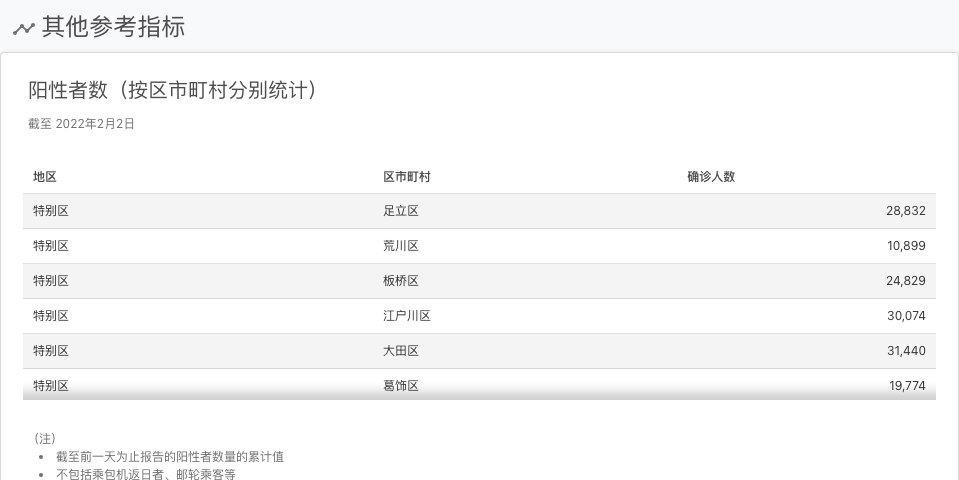 其他参考指标
阳性者数（按区市町村分别统计）
截至 2022年2月2日
地区 区市町村 确诊人数
特别区 足立区 28,832
特别区 荒川区 10,899
特别区 板桥区 24,829
特别区 江户川区 30,074
特别区 大田区 31,440
特别区 葛饰区 19,774
（注）
• 截至前一天为止报告的阳性者数量的累计值
• 不包括乘包机返日者、邮轮乘客等